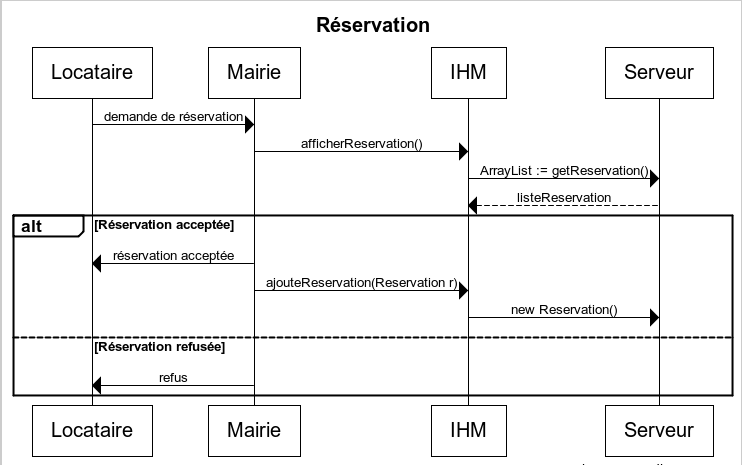 Réservation
Locataire Mairie IHM Serveur
demande de réservation
afficherReservation()
ArrayList := getReservation()
listeReservation
alt [Réservation acceptée]
réservation acceptée
ajouteReservation(Reservation r)
new Reservation()
[Réservation refusée]
refus
Locataire Mairie IHM Serveur